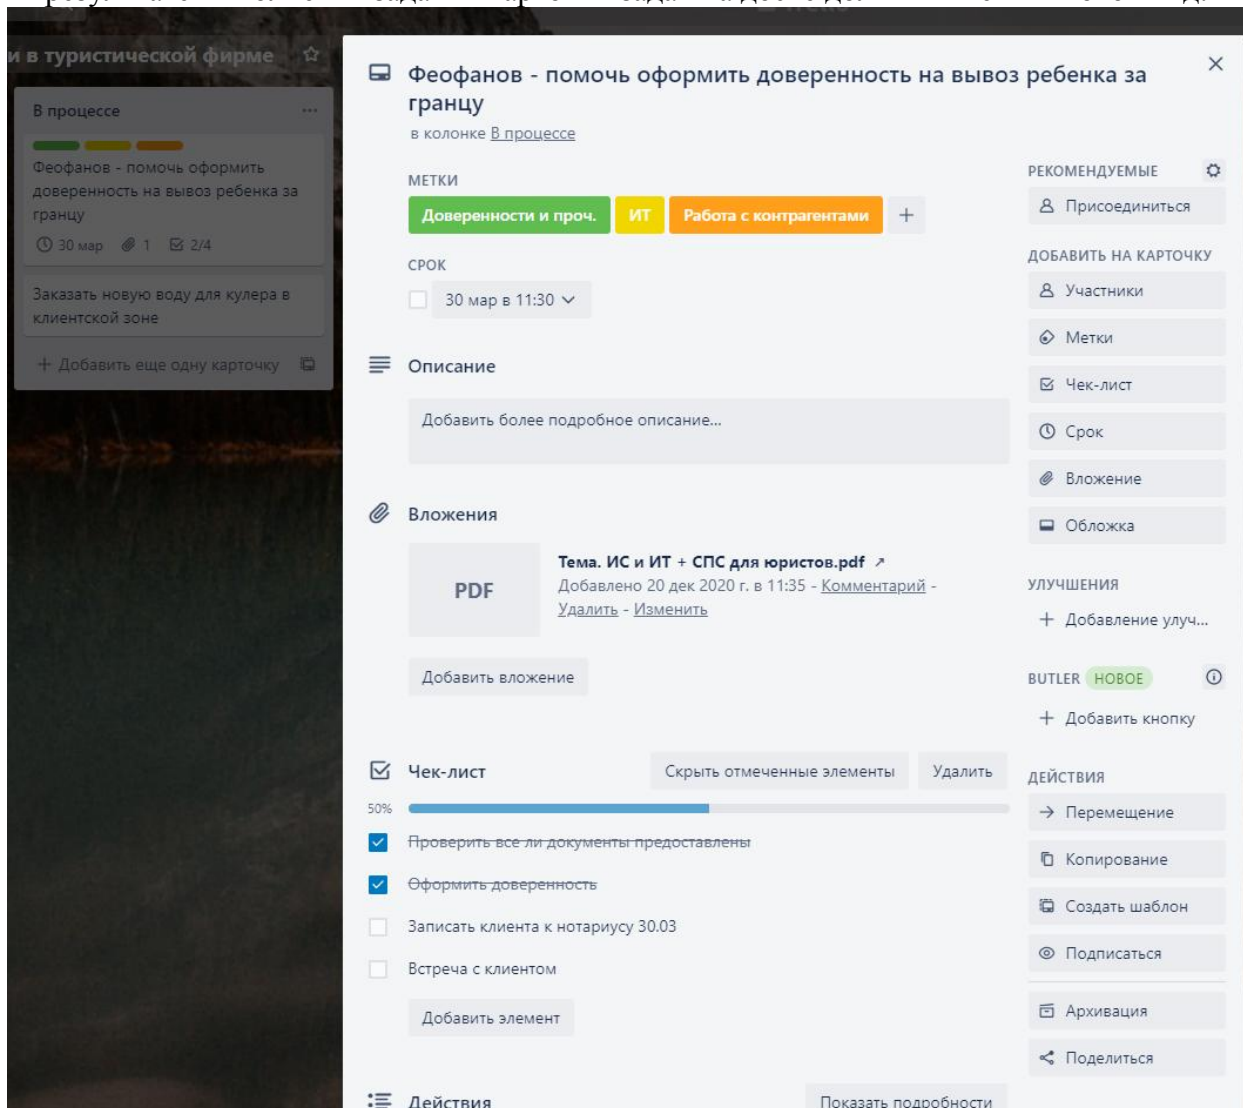 и в туристической фирме
В процессе
Феофанов - помочь оформить
доверенность на вывоз ребенка за
гранцу
30 мар 1 2/4
Заказать новую воду для кулера в
клиентской зоне
+ Добавить еще одну карточку
Феофанов - помочь оформить доверенность на вывоз ребенка за
гранцу
в колонке В процессе
МЕТКИ
Доверенности и проч. ИТ Работа с контрагентами +
СРОК
30 мар в 11:30
Описание
Добавить более подробное описание...
Вложения
PDF
Тема. ИС и ИТ + СПС для юристов.pdf ↗
Добавлено 20 дек 2020 г. в 11:35 - Комментарий -
Удалить - Изменить
Добавить вложение
Чек-лист Скрыть отмеченные элементы Удалить
50%
Проверить все ли документы предоставлены
Оформить доверенность
Записать клиента к нотариусу 30.03
Встреча с клиентом
Добавить элемент
Действия Показать подробности
РЕКОМЕНДУЕМЫЕ
Присоединиться
ДОБАВИТЬ НА КАРТОЧКУ
Участники
Метки
Чек-лист
Срок
Вложение
Обложка
УЛУЧШЕНИЯ
+ Добавление улуч...
BUTLER НОВОЕ
+ Добавить кнопку
ДЕЙСТВИЯ
Перемещение
Копирование
Создать шаблон
Подписаться
Архивация
Поделиться